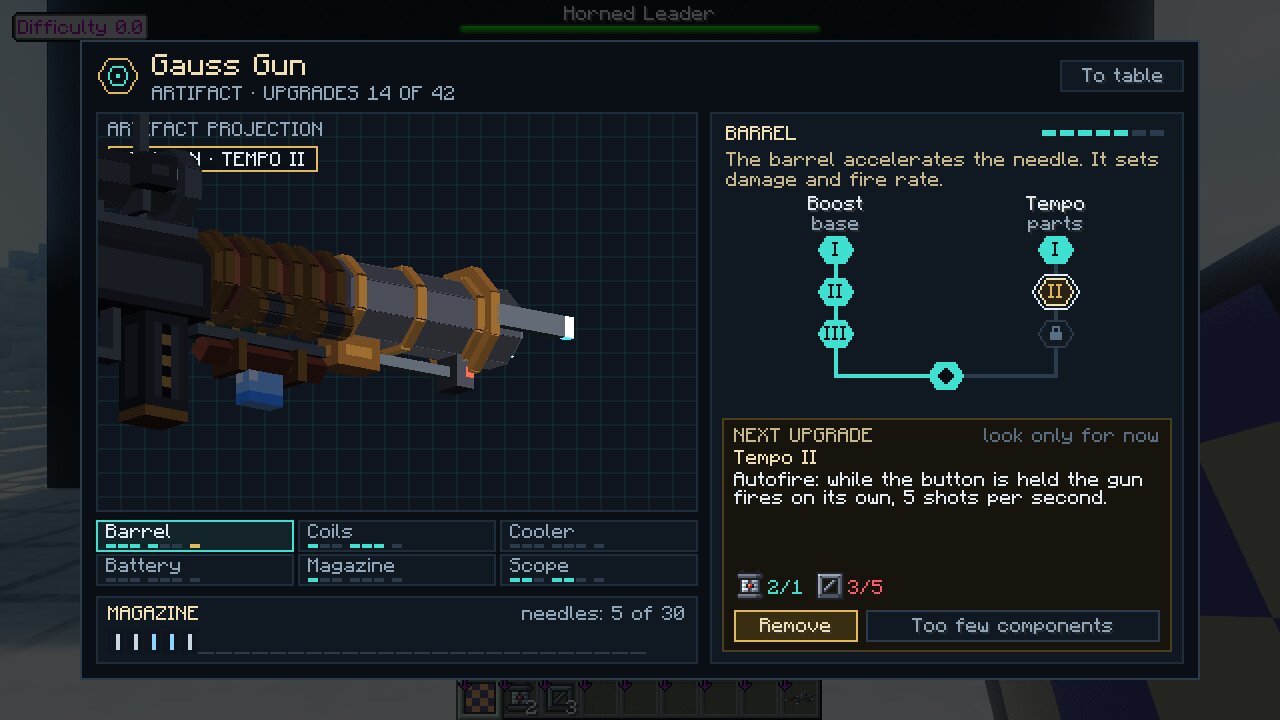 Horned Leader
Difficulty 0.0
Gauss Gun
ARTIFACT · UPGRADES 14 OF 42
To table
AR FACT PROJECTION
N · TEMPO II
BARREL
The barrel accelerates the needle. It sets
damage and fire rate.
Boost
base
Tempo
parts
I
I
II
II
III
NEXT UPGRADE
look only for now
Tempo II
Autofire: while the button is held the gun
fires on its own, 5 shots per second.
2/1
3/5
Remove
Too few components
Barrel
Coils
Cooler
Battery
Magazine
Scope
MAGAZINE
needles: 5 of 30
2
3